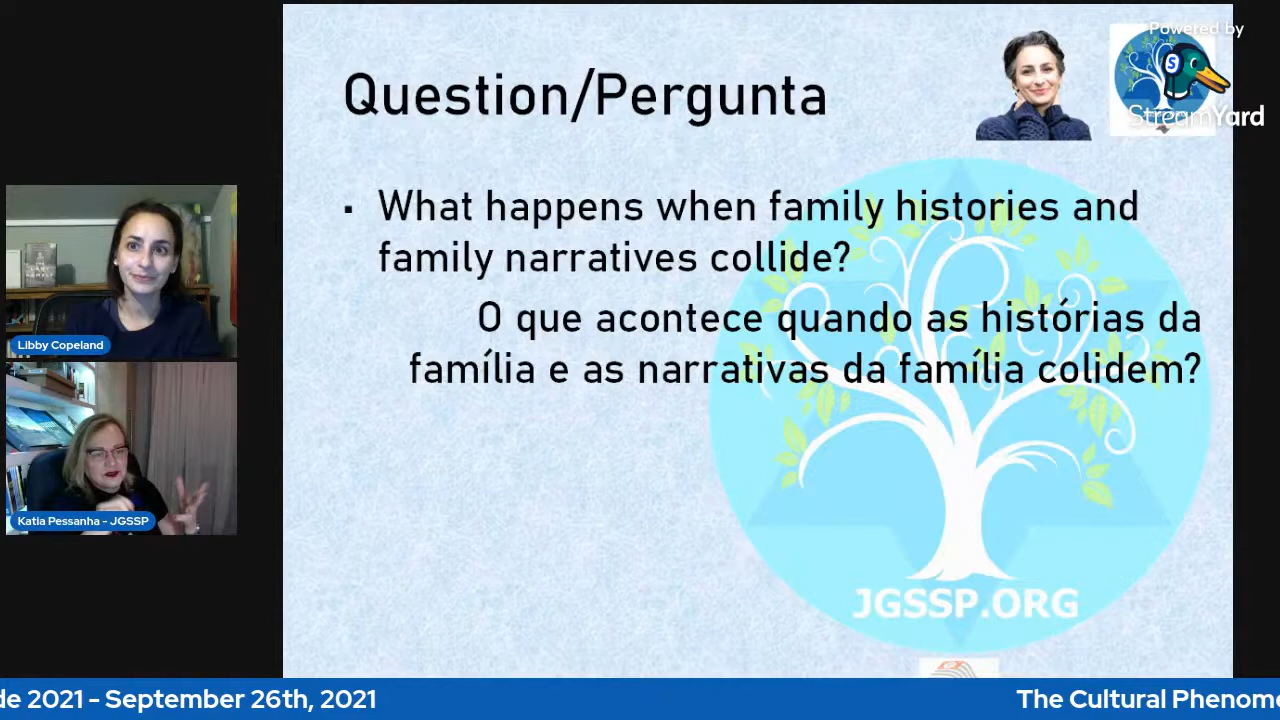 Powered by
StreamYard
Question/Pergunta
What happens when family histories and
family narratives collide?
O que acontece quando as histórias da
família e as narrativas da família colidem?
JGSSP.ORG
Libby Copeland
Katia Pessanha - JGSSP
de 2021 - September 26th, 2021
The Cultural Phenome